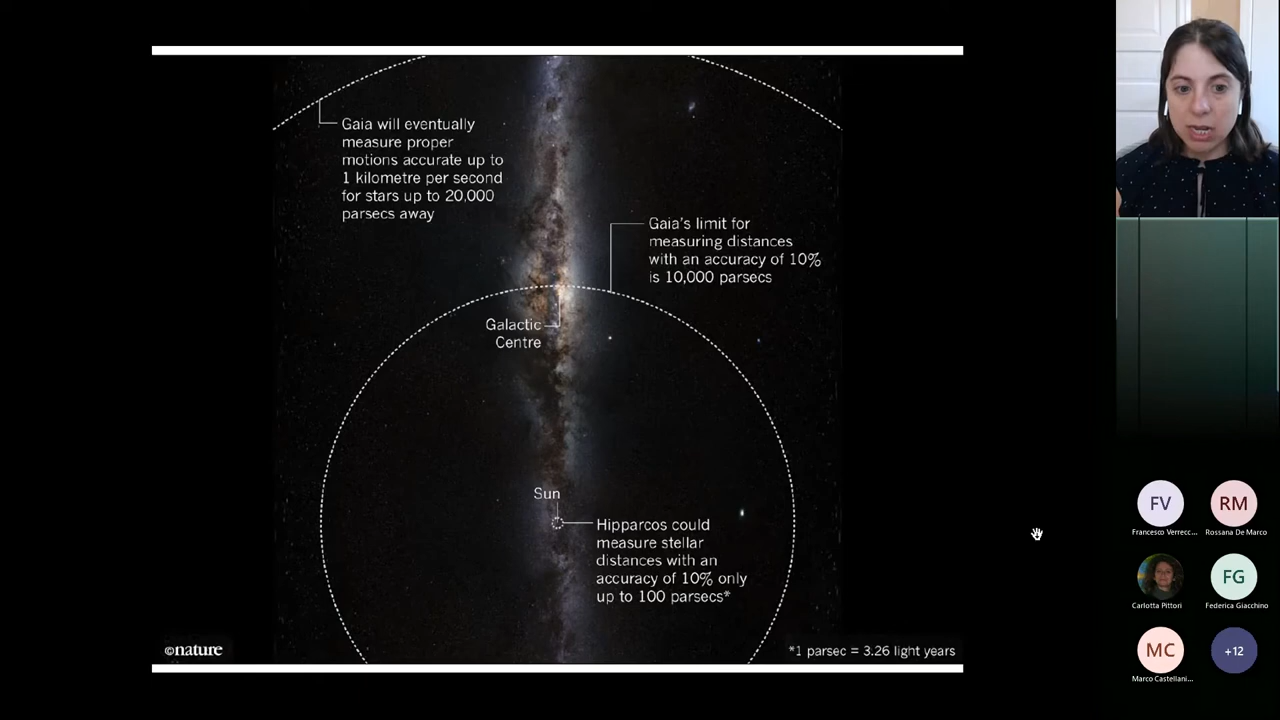 Gaia will eventually
measure proper
motions accurate up to
1 kilometre per second
for stars up to 20,000
parsecs away
Gaia's limit for
measuring distances
with an accuracy of 10%
is 10,000 parsecs
Galactic
Centre
Sun
Hipparcos could
measure stellar
distances with an
accuracy of 10% only
up to 100 parsecs*
©nature
*1 parsec = 3.26 light years
FV
RM
Francesco Verrecc...
Rossana De Marco
FG
Carlotta Pittori
Federica Giacchino
MC
+12
Marco Castellani...